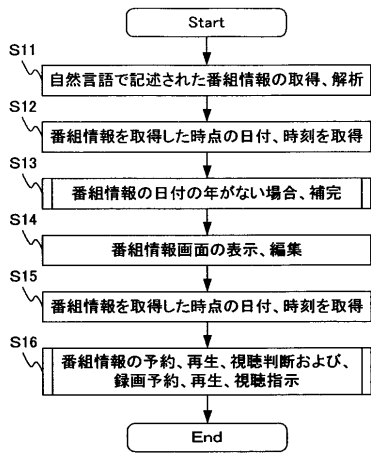 Start
S11
自然言語で記述された番組情報の取得、解析
S12
番組情報を取得した時点の日付、時刻を取得
S13
番組情報の日付の年がない場合、補完
S14
番組情報画面の表示、編集
S15
番組情報を取得した時点の日付、時刻を取得
S16
番組情報の予約、再生、視聴判断および、
録画予約、再生、視聴指示
End